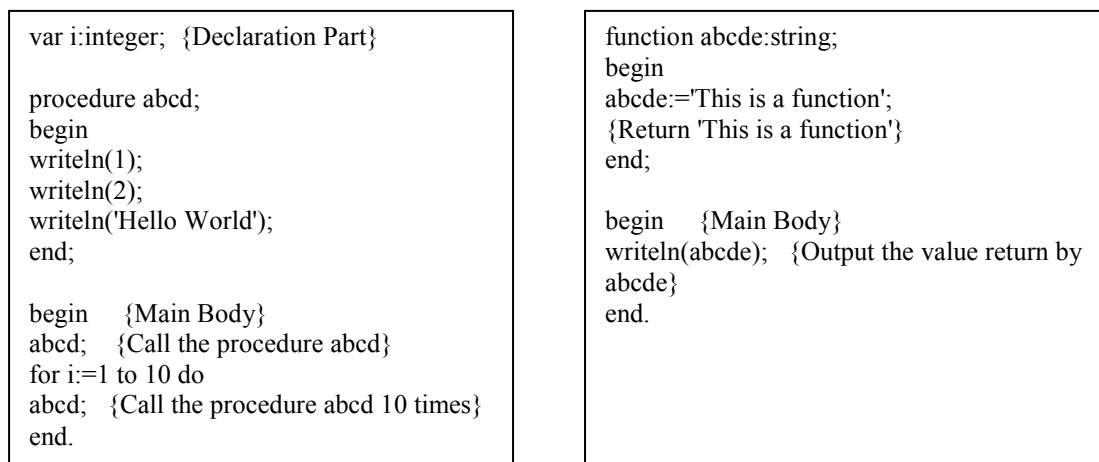 var i:integer;  {Declaration Part}
procedure abcd;
begin
writeln(1);
writeln(2);
writeln('Hello World');
end;
begin    {Main Body}
abcd;   {Call the procedure abcd}
for i:=1 to 10 do
abcd;   {Call the procedure abcd 10 times}
end.
function abcde:string;
begin
abcde:='This is a function';
{Return 'This is a function'}
end;
begin    {Main Body}
writeln(abcde);   {Output the value return by
abcde}
end.